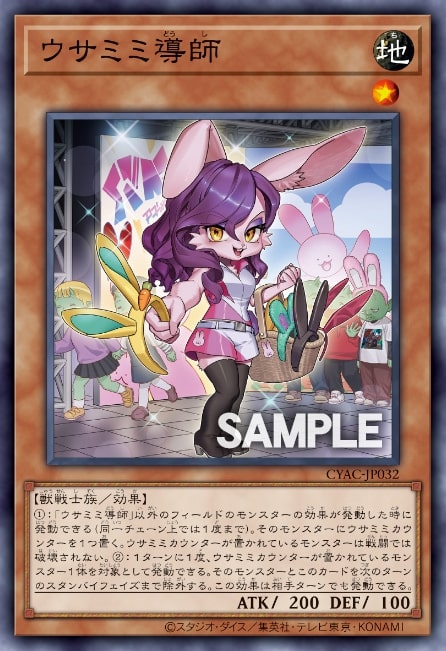 ウサミミ導師
どう し
地
ち
SAMPLE
CYAC-JP032
【獣戦士族/効果】
①:「ウサミミ導師」以外のフィールドのモンスターの効果が発動した時に
発動できる(同一チェーン上では1度まで)。そのモンスターにウサミミカウ
ンターを1つ置く。ウサミミカウンターが置かれているモンスターは戦闘では
破壊されない。②:1ターンに1度、ウサミミカウンターが置かれているモン
スター1体を対象として発動できる。そのモンスターとこのカードを次のターン
のスタンバイフェイズまで除外する。この効果は相手ターンでも発動できる。
ATK/ 200 DEF/ 100
©スタジオ・ダイス/集英社・テレビ東京・KONAMI